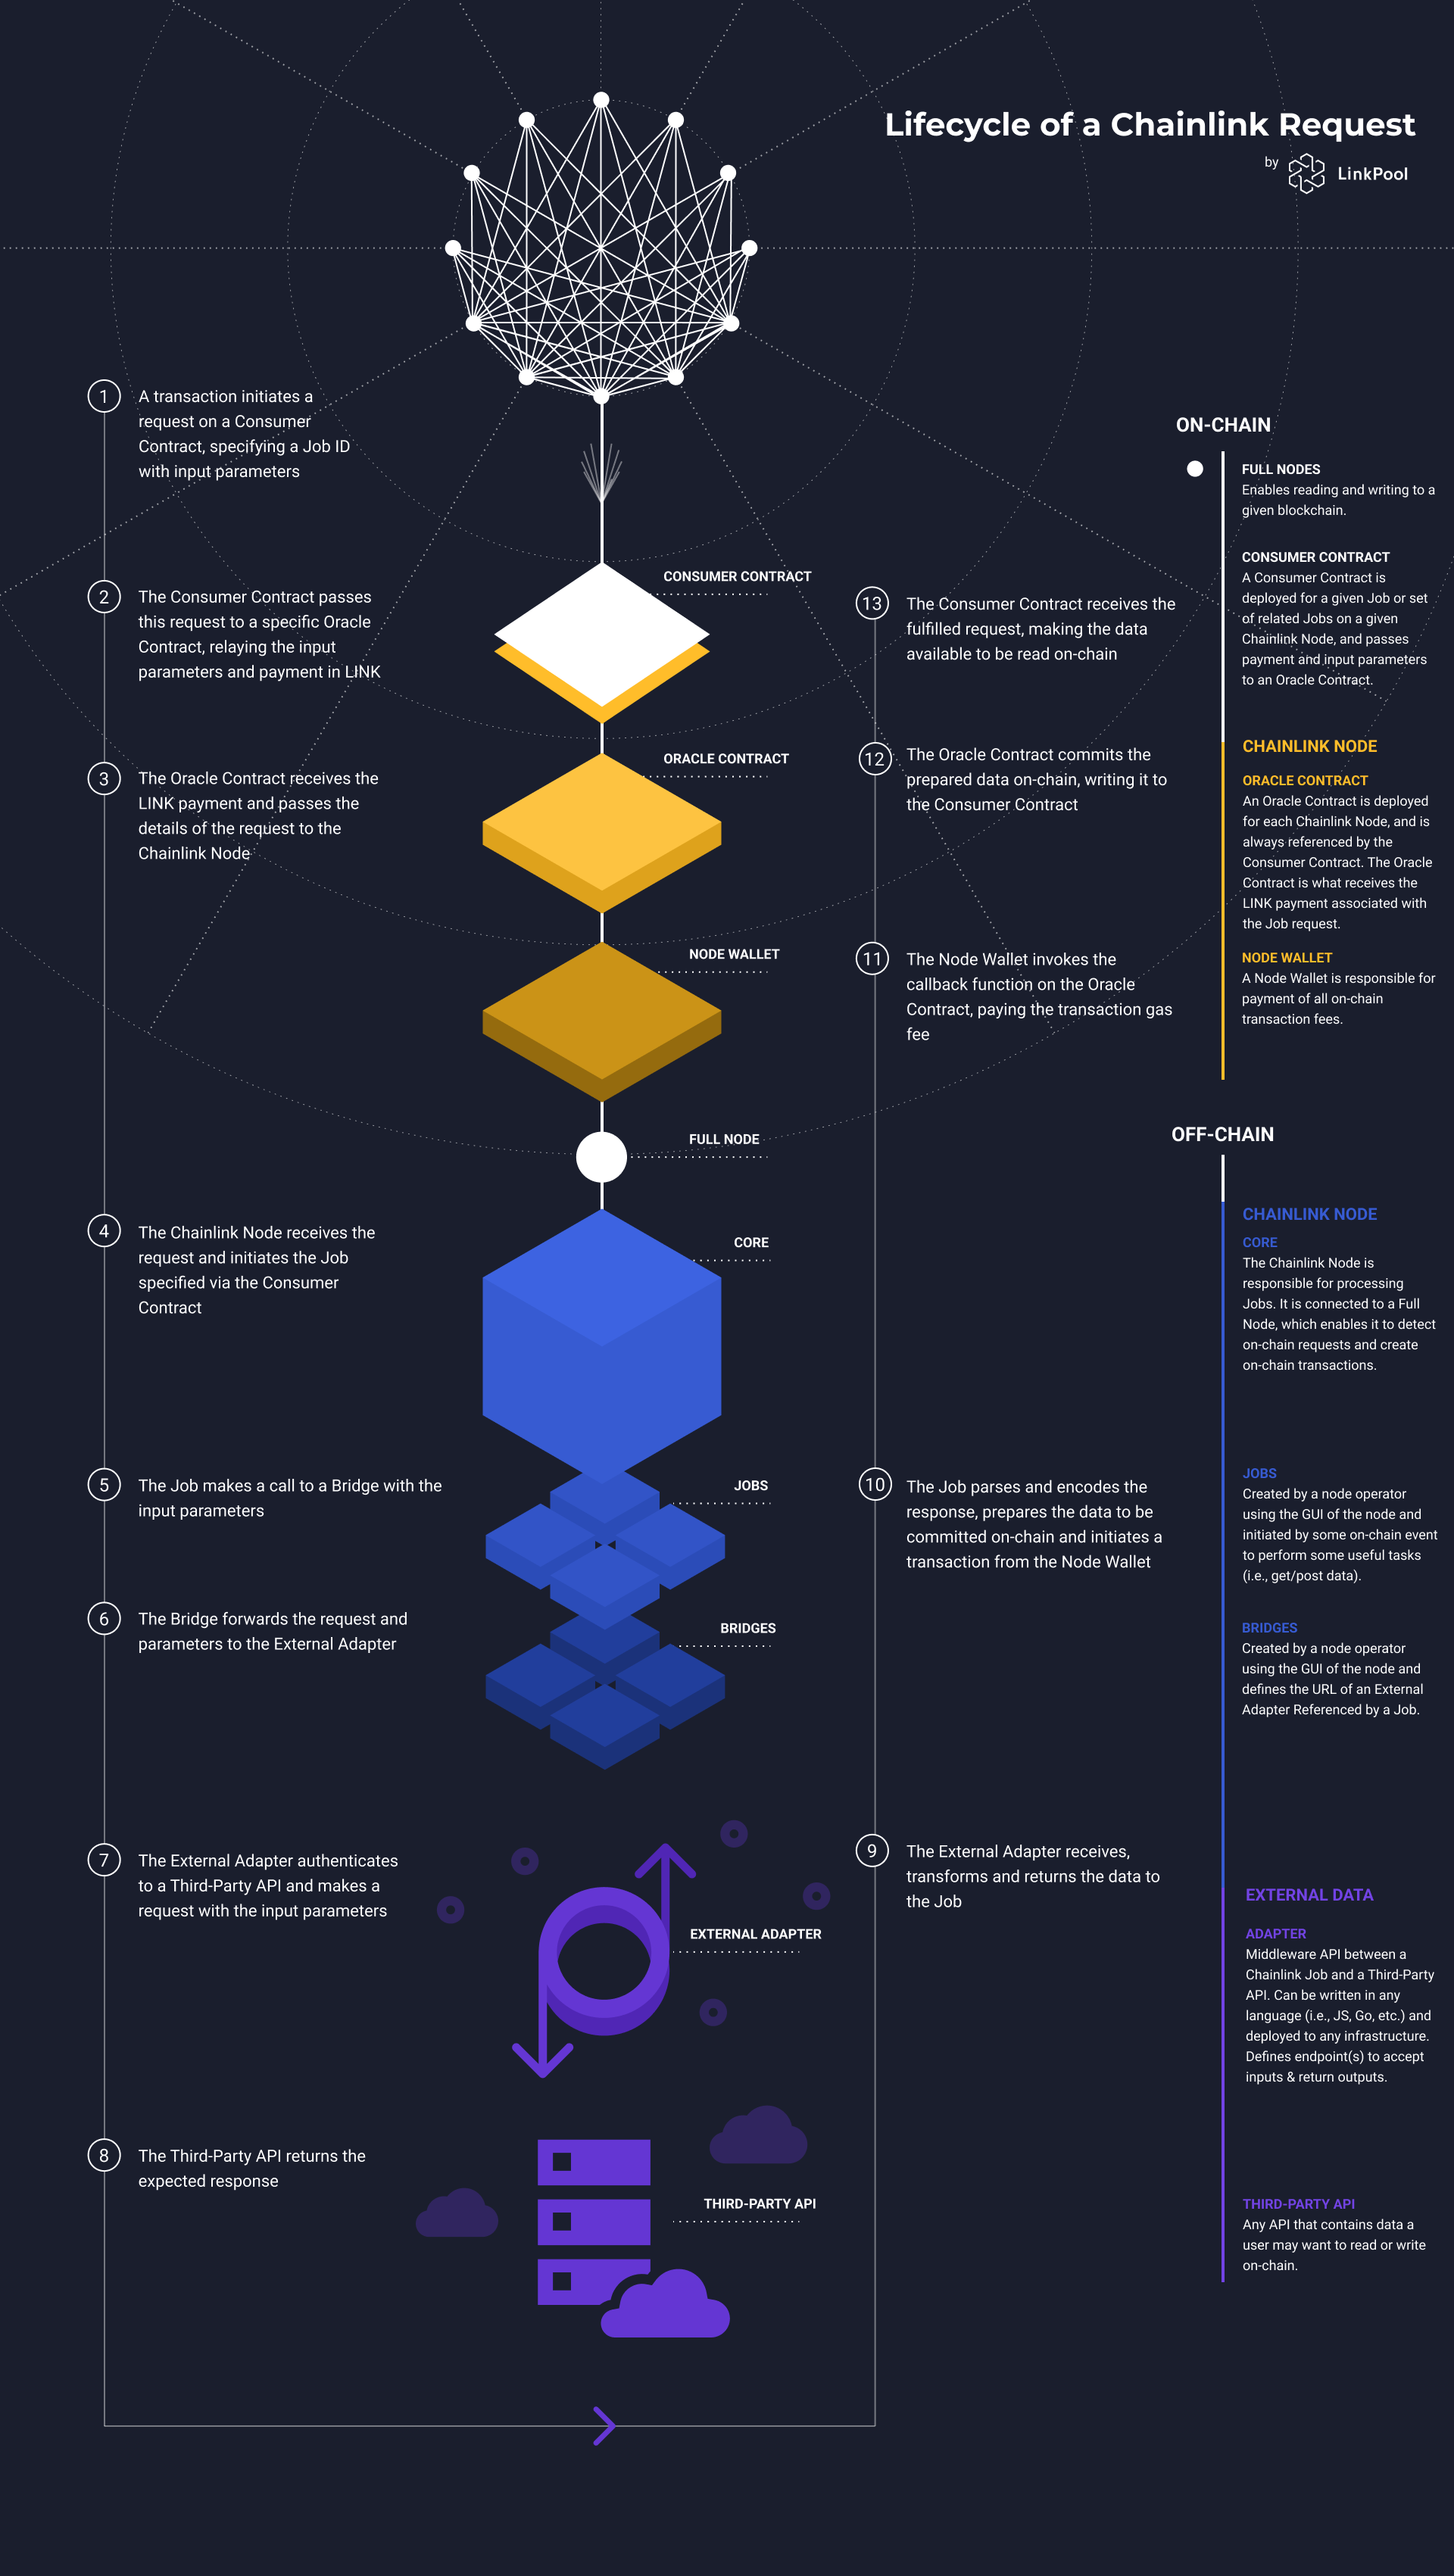 Lifecycle of a Chainlink Request
by LinkPool
1
A transaction initiates a
request on a Consumer
Contract, specifying a Job ID
with input parameters
2
The Consumer Contract passes
this request to a specific Oracle
Contract, relaying the input
parameters and payment in LINK
3
The Oracle Contract receives the
LINK payment and passes the
details of the request to the
Chainlink Node
4
The Chainlink Node receives the
request and initiates the Job
specified via the Consumer
Contract
5
The Job makes a call to a Bridge with the
input parameters
6
The Bridge forwards the request and
parameters to the External Adapter
7
The External Adapter authenticates
to a Third-Party API and makes a
request with the input parameters
8
The Third-Party API returns the
expected response
CONSUMER CONTRACT
ORACLE CONTRACT
NODE WALLET
FULL NODE
CORE
JOBS
BRIDGES
EXTERNAL ADAPTER
THIRD-PARTY API
13
The Consumer Contract receives the
fulfilled request, making the data
available to be read on-chain
12
The Oracle Contract commits the
prepared data on-chain, writing it to
the Consumer Contract
11
The Node Wallet invokes the
callback function on the Oracle
Contract, paying the transaction gas
fee
10
The Job parses and encodes the
response, prepares the data to be
committed on-chain and initiates a
transaction from the Node Wallet
9
The External Adapter receives,
transforms and returns the data to
the Job
ON-CHAIN
FULL NODES
Enables reading and writing to a
given blockchain.
CONSUMER CONTRACT
A Consumer Contract is
deployed for a given Job or set
of related Jobs on a given
Chainlink Node, and passes
payment and input parameters
to an Oracle Contract.
CHAINLINK NODE
ORACLE CONTRACT
An Oracle Contract is deployed
for each Chainlink Node, and is
always referenced by the
Consumer Contract. The Oracle
Contract is what receives the
LINK payment associated with
the Job request.
NODE WALLET
A Node Wallet is responsible for
payment of all on-chain
transaction fees.
OFF-CHAIN
CHAINLINK NODE
CORE
The Chainlink Node is
responsible for processing
Jobs. It is connected to a Full
Node, which enables it to detect
on-chain requests and create
on-chain transactions.
JOBS
Created by a node operator
using the GUI of the node and
initiated by some on-chain event
to perform some useful tasks
(i.e., get/post data).
BRIDGES
Created by a node operator
using the GUI of the node and
defines the URL of an External
Adapter Referenced by a Job.
EXTERNAL DATA
ADAPTER
Middleware API between a
Chainlink Job and a Third-Party
API. Can be written in any
language (i.e., JS, Go, etc.) and
deployed to any infrastructure.
Defines endpoint(s) to accept
inputs & return outputs.
THIRD-PARTY API
Any API that contains data a
user may want to read or write
on-chain.